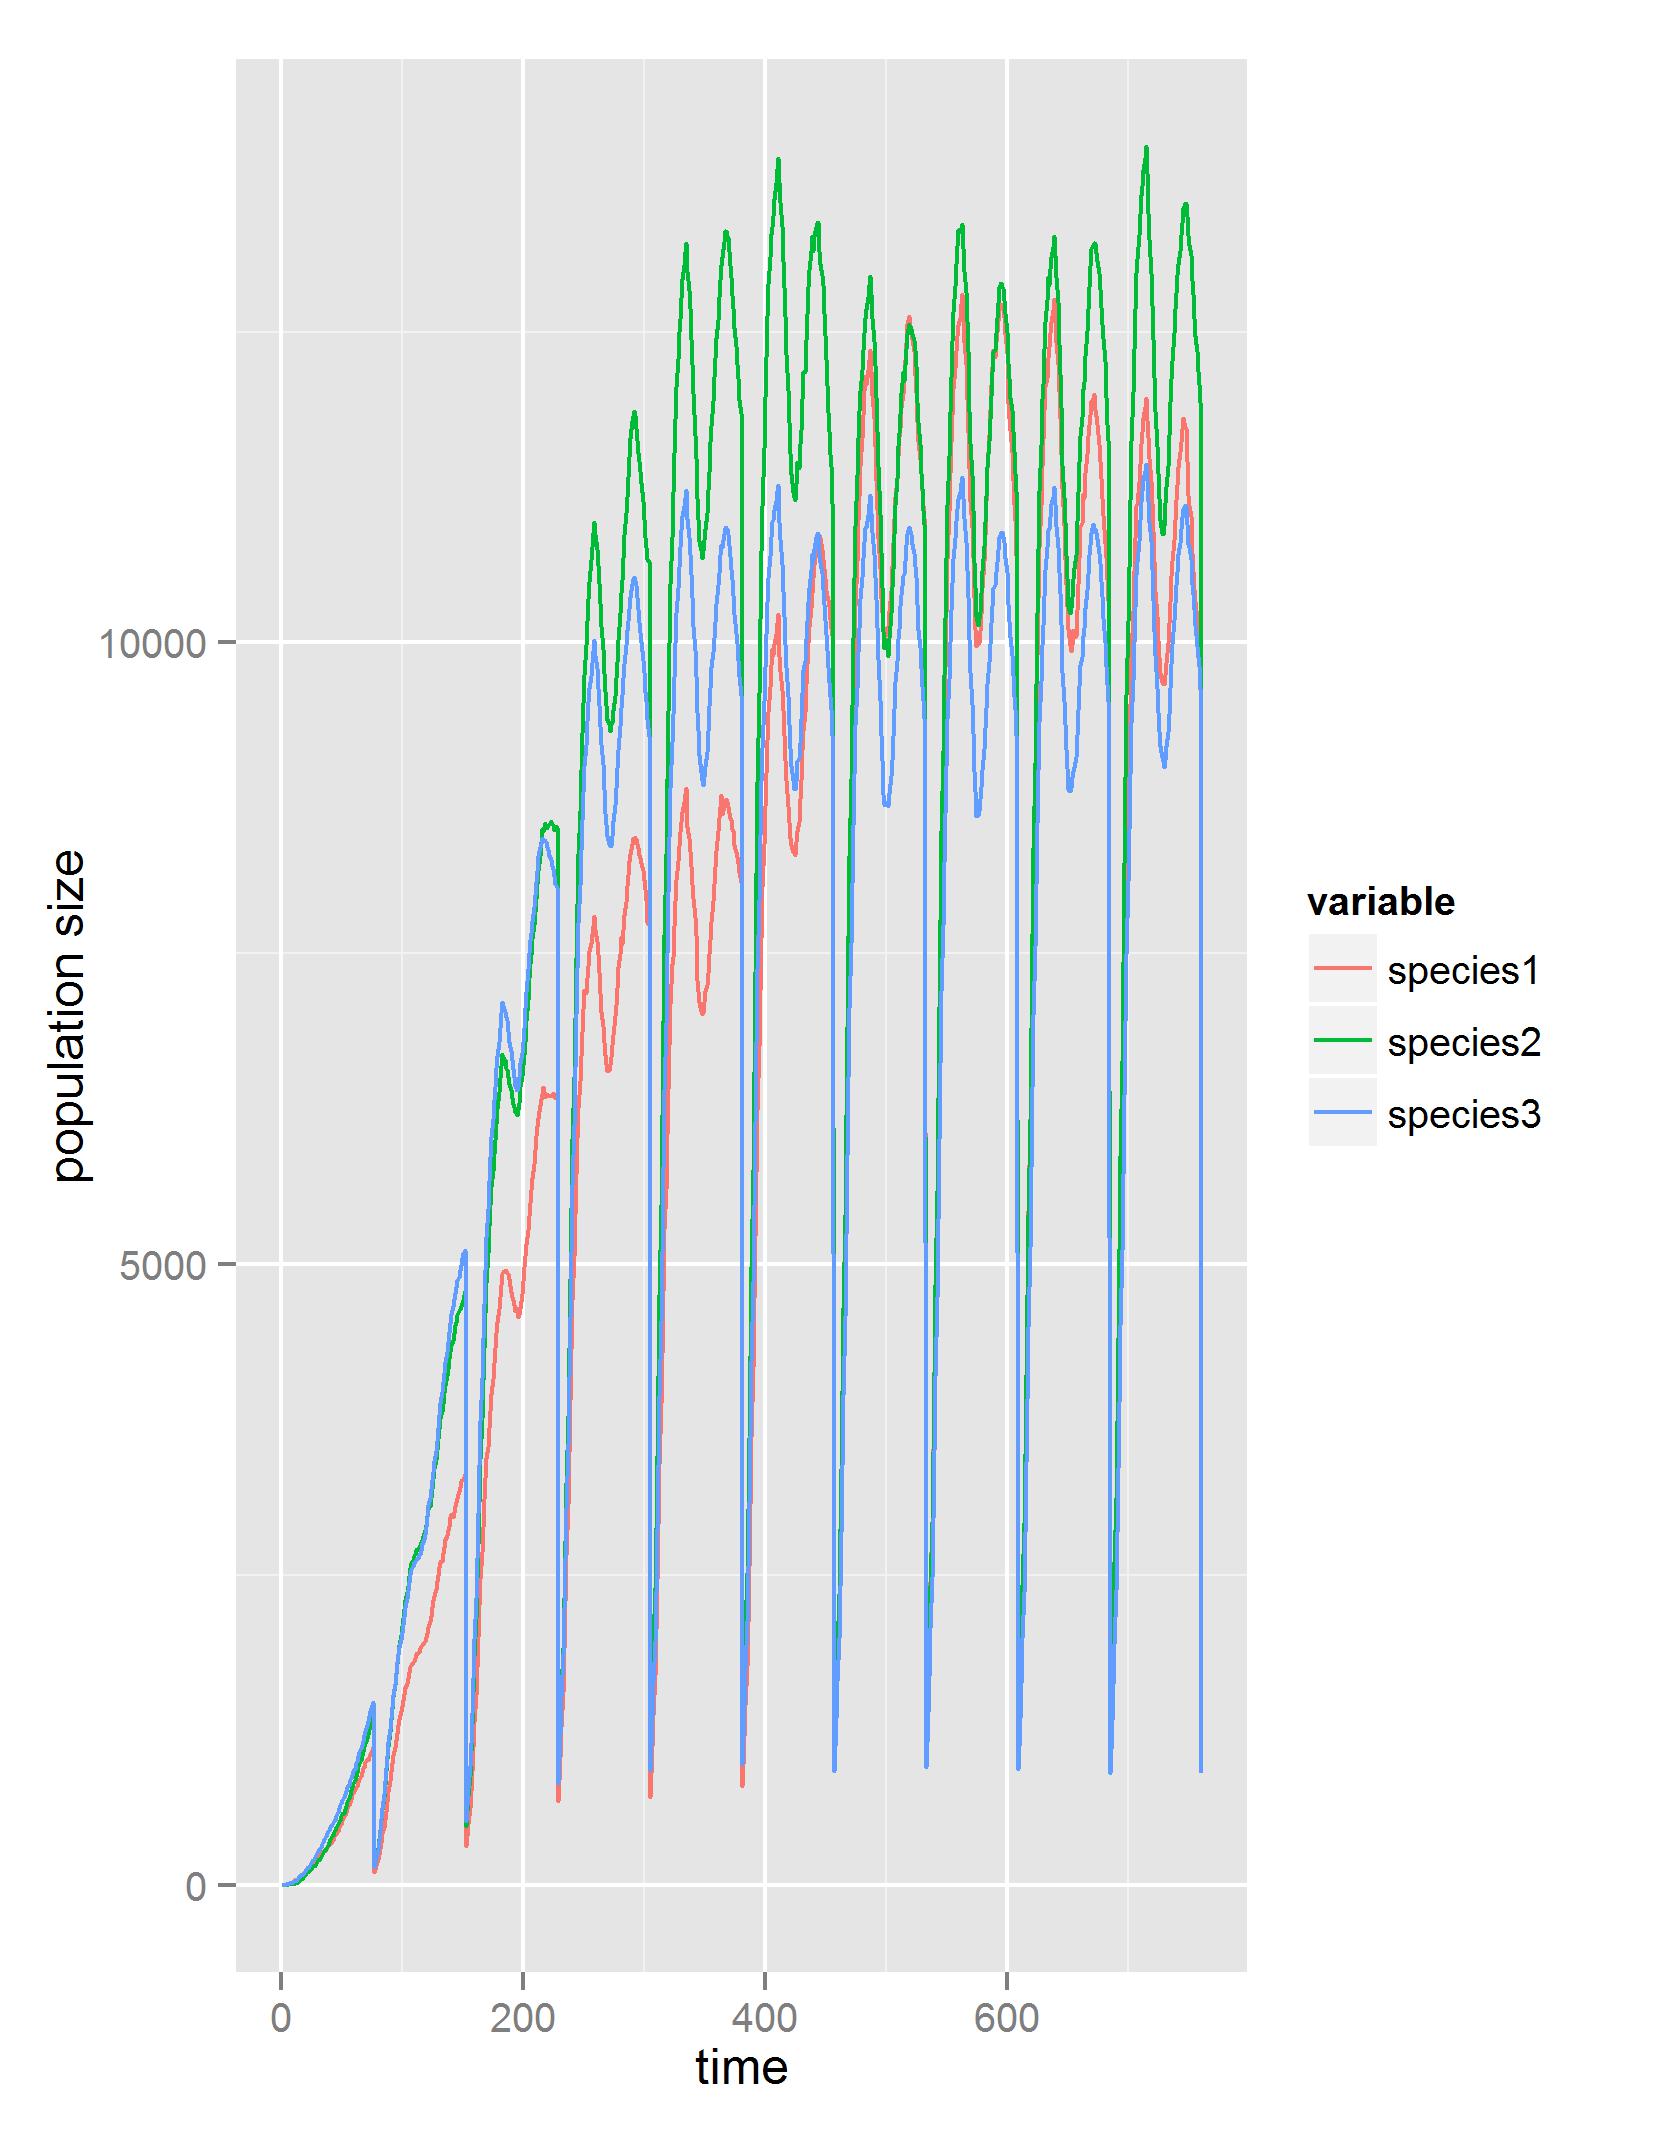 population size
10000
5000
0
0
200
400
600
time
variable
species1
species2
species3